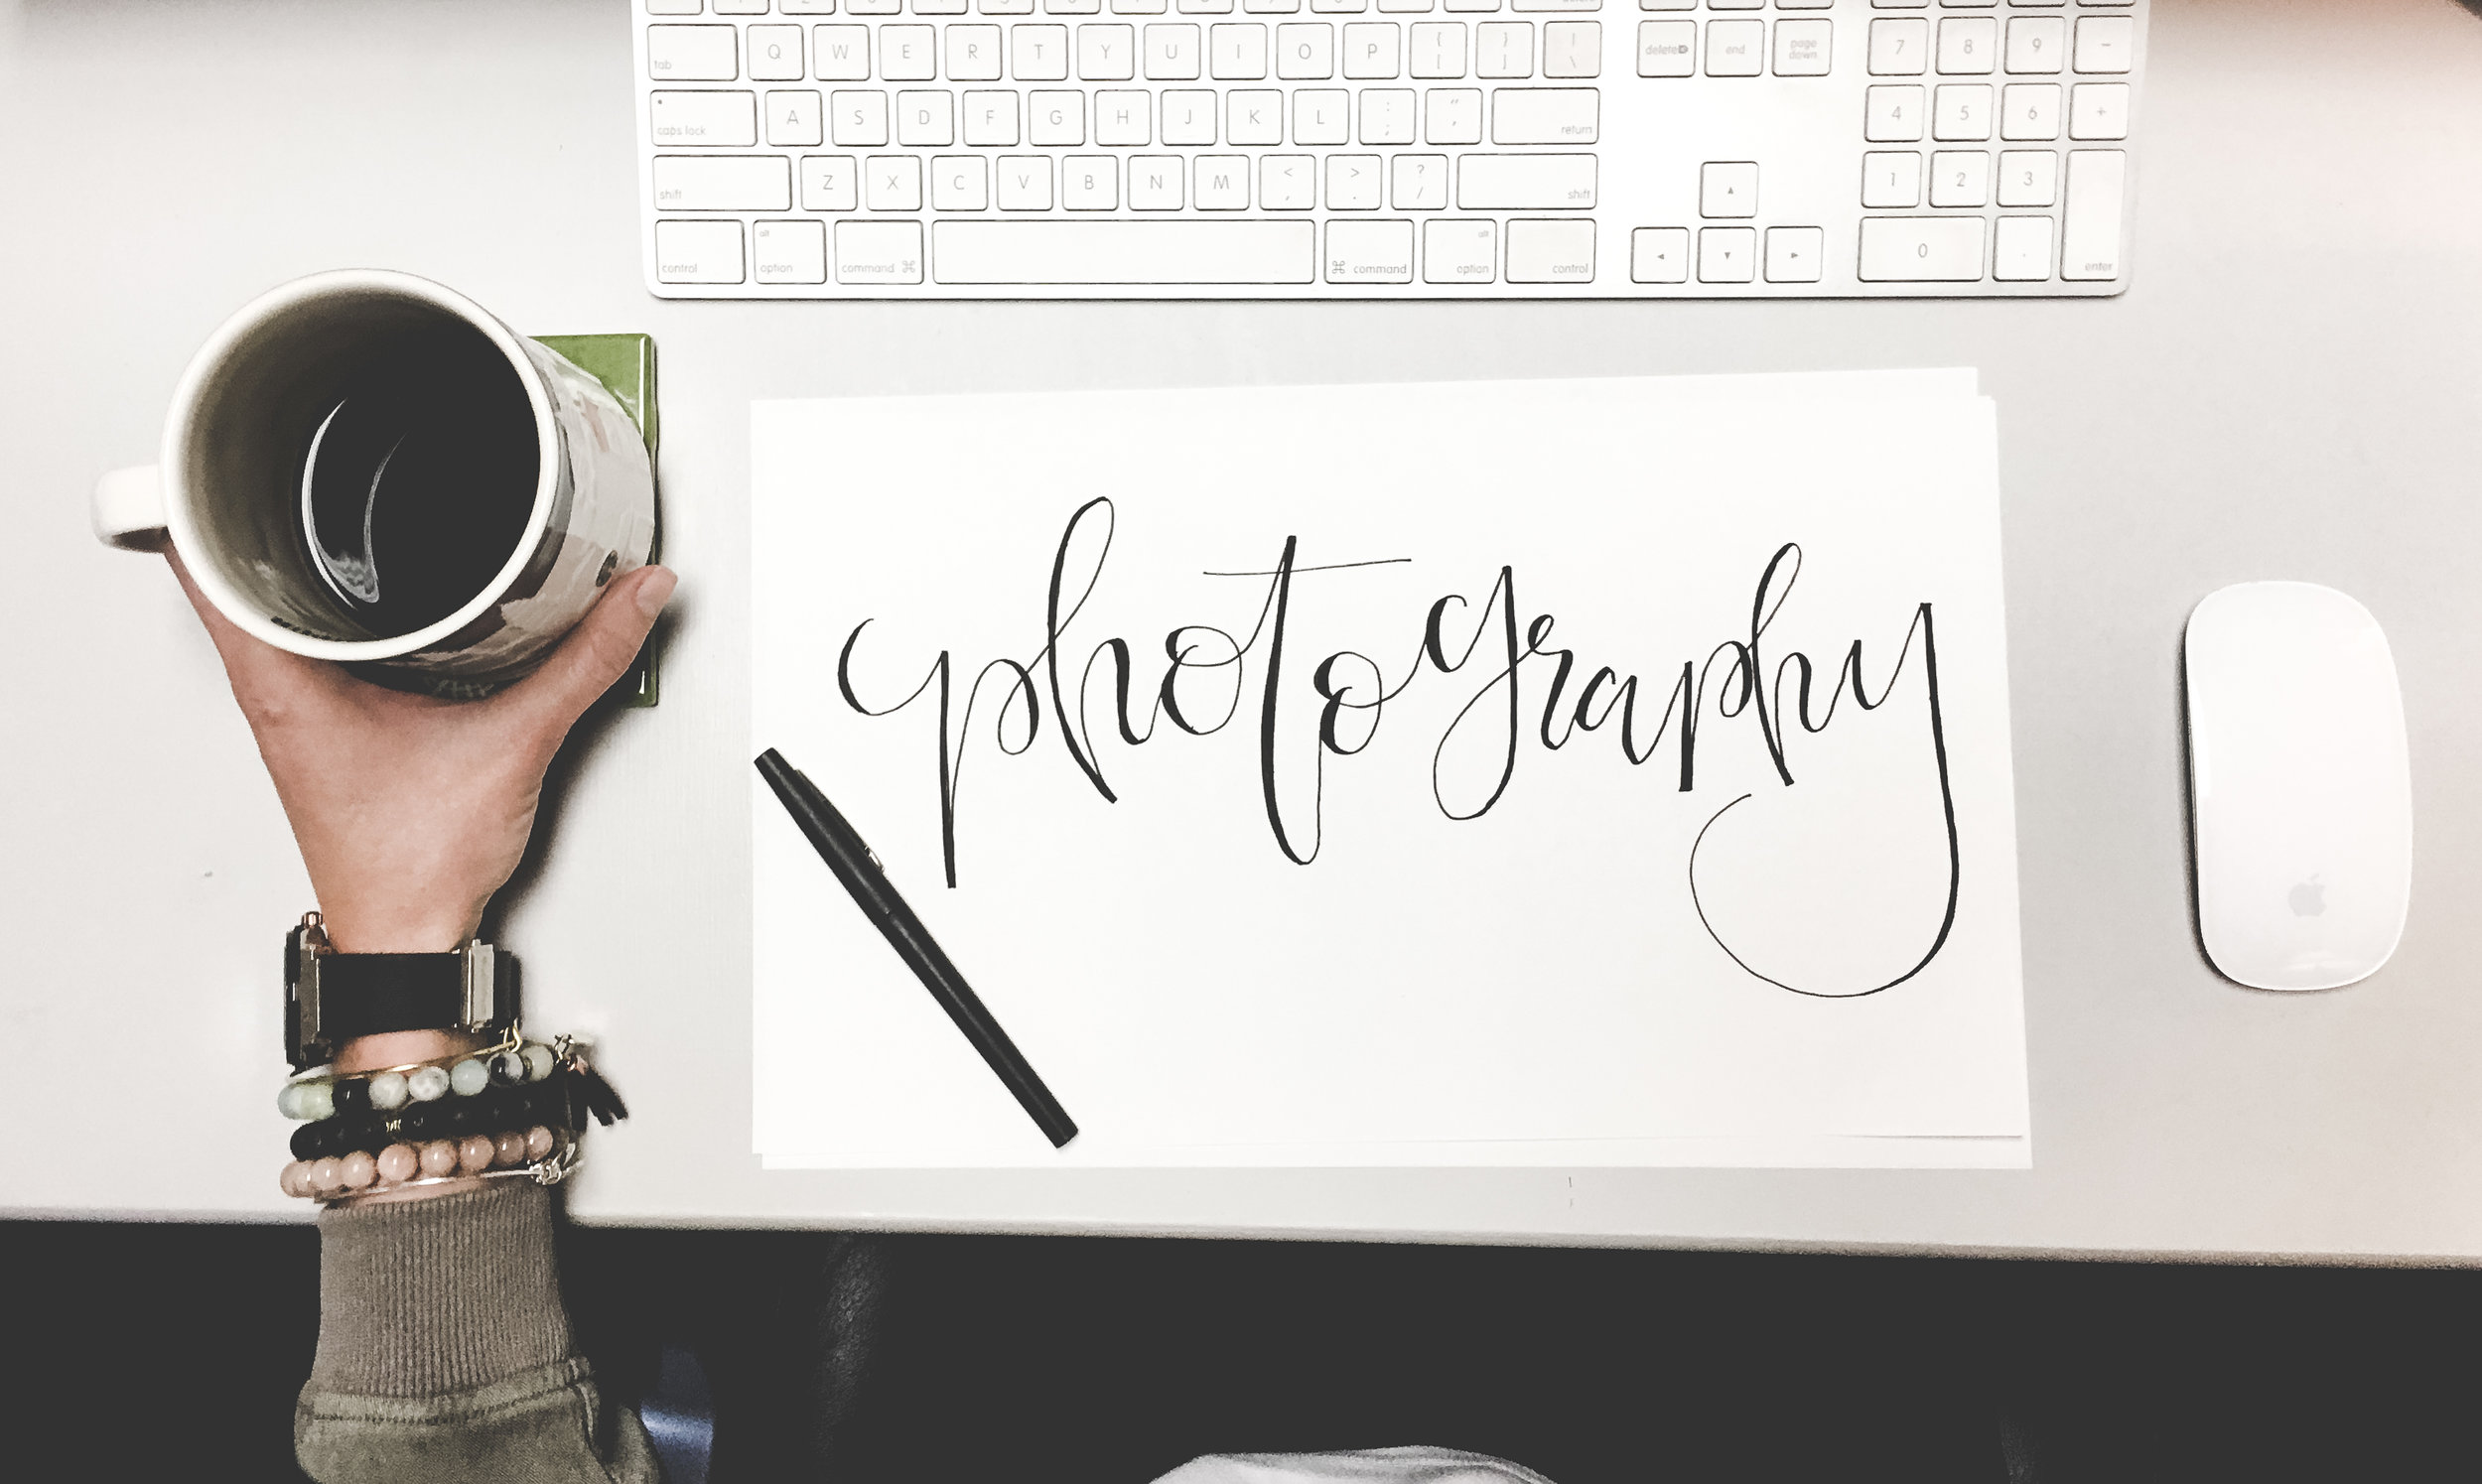 tab Q W E R T Y U I O P { [ } ] | \ delete end page down 7 8 9 -
caps lock A S D F G H J K L : ; " ' return 4 5 6 +
shift Z X C V B N M < , > . ? / shift ▲ 1 2 3
control alt option command ⌘ ⌘ command alt option control ◄ ▼ ► 0 . enter
photography